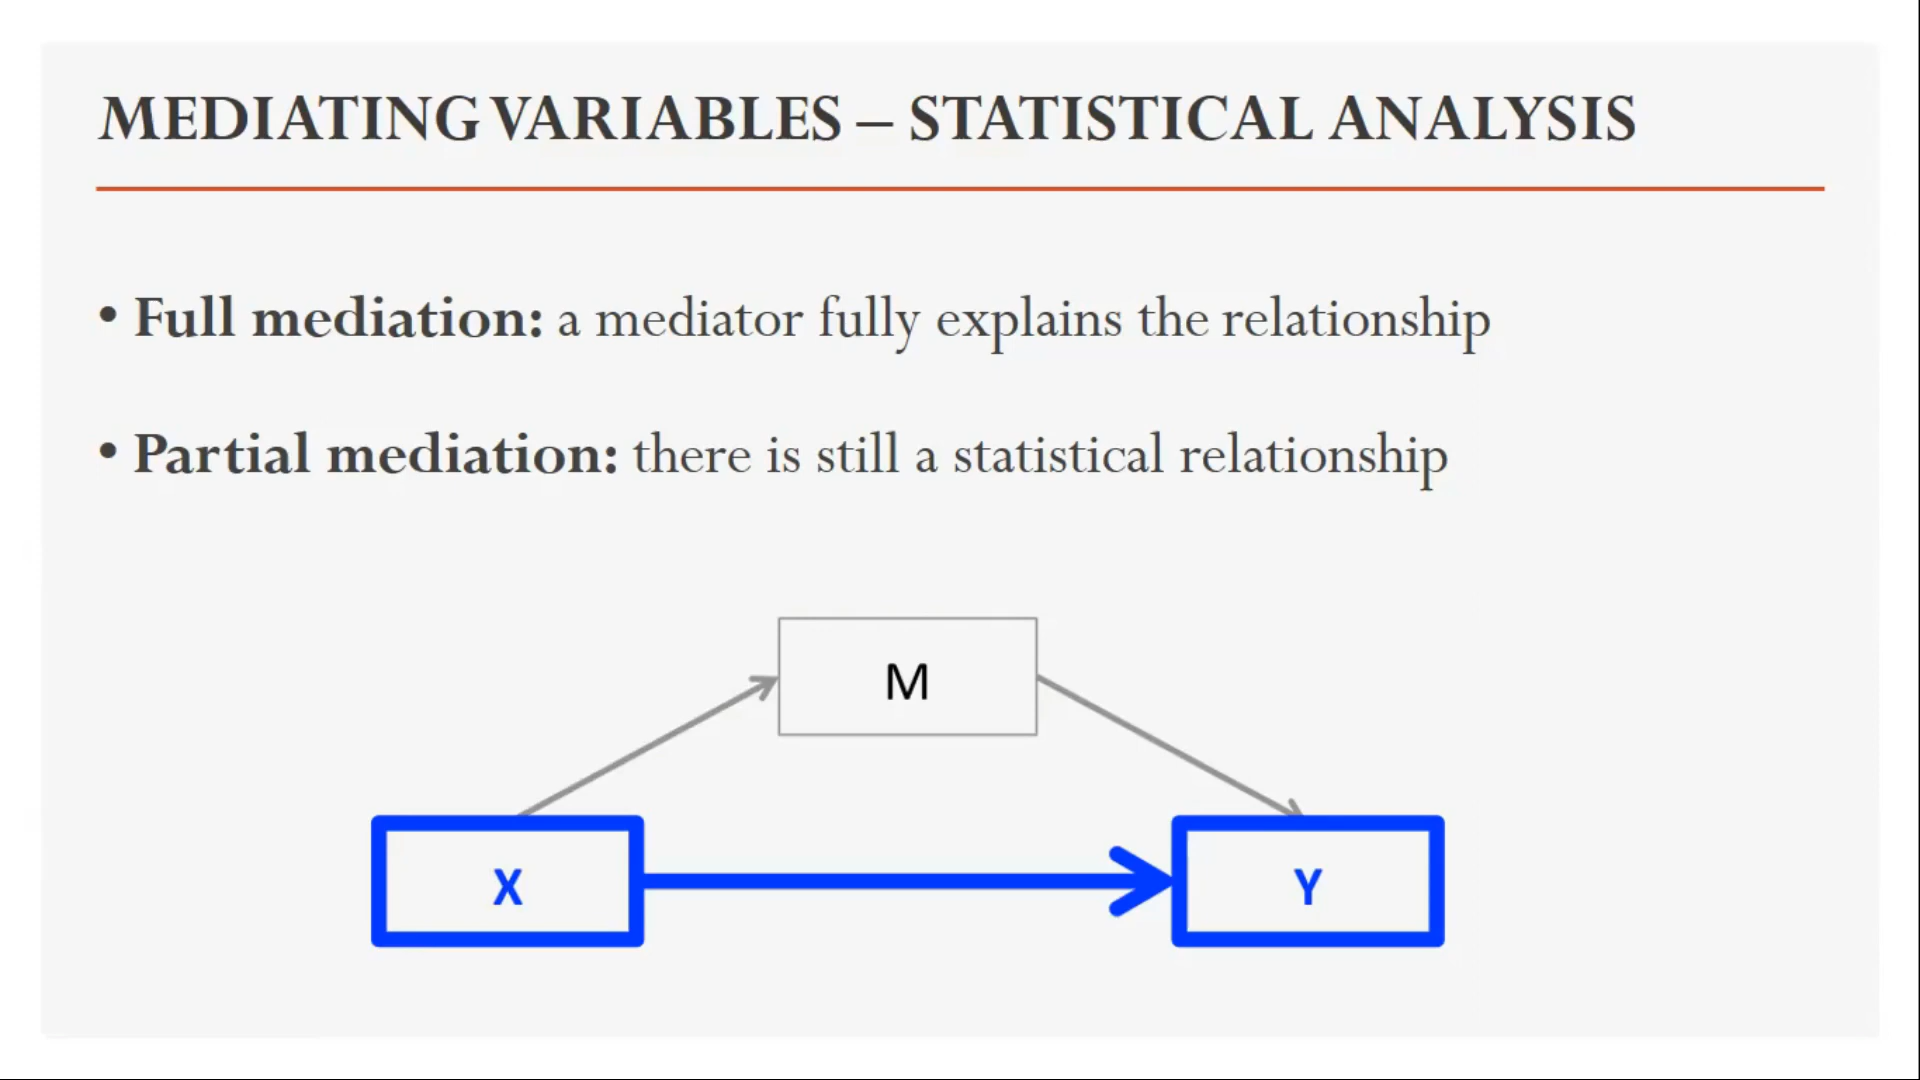 MEDIATING VARIABLES – STATISTICAL ANALYSIS
• Full mediation: a mediator fully explains the relationship
• Partial mediation: there is still a statistical relationship
M
X
Y